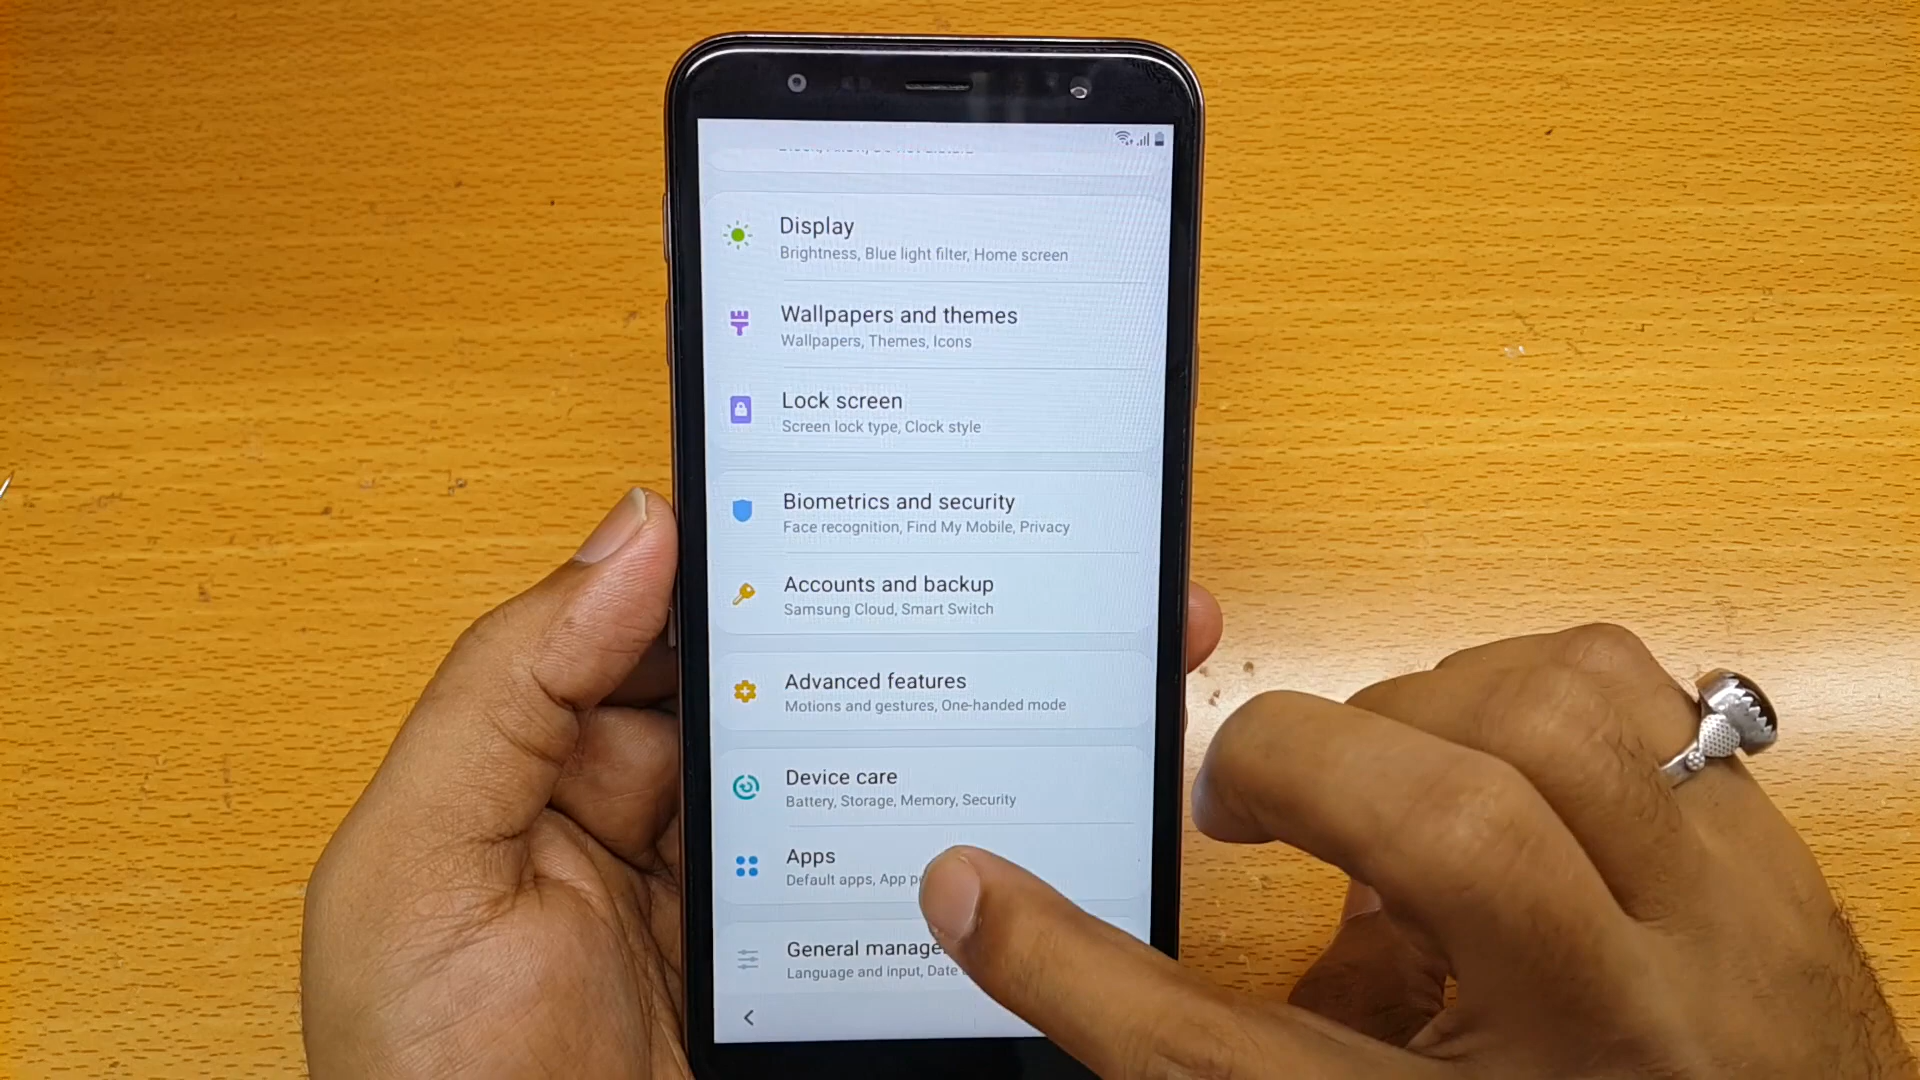 Display
Brightness, Blue light filter, Home screen
Wallpapers and themes
Wallpapers, Themes, Icons
Lock screen
Screen lock type, Clock style
Biometrics and security
Face recognition, Find My Mobile, Privacy
Accounts and backup
Samsung Cloud, Smart Switch
Advanced features
Motions and gestures, One-handed mode
Device care
Battery, Storage, Memory, Security
Apps
Default apps, App
General
Language and input, Date